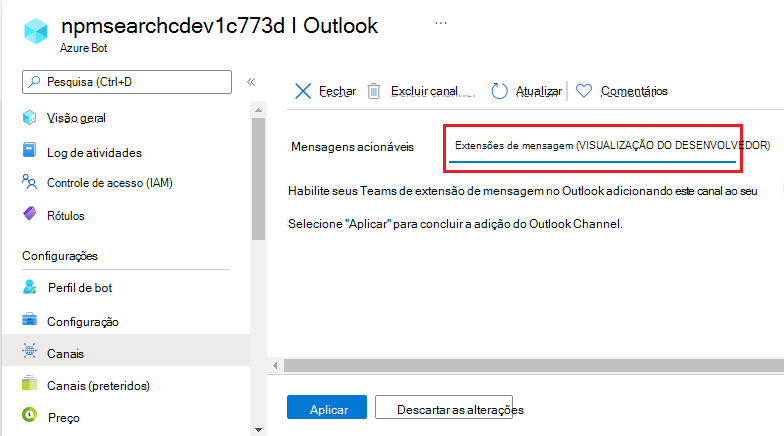 npmsearchcdev1c773d | Outlook
...
Azure Bot
Pesquisa (Ctrl+D
«
Fechar
Excluir canal
Atualizar
Comentários
Visão geral
Log de atividades
Controle de acesso (IAM)
Rótulos
Configurações
Perfil de bot
Configuração
Canais
Canais (preteridos)
Preço
Mensagens acionáveis
Extensões de mensagem (VISUALIZAÇÃO DO DESENVOLVEDOR)
Habilite seus Teams de extensão de mensagem no Outlook adicionando este canal ao seu
Selecione "Aplicar" para concluir a adição do Outlook Channel.
Aplicar
Descartar as alterações